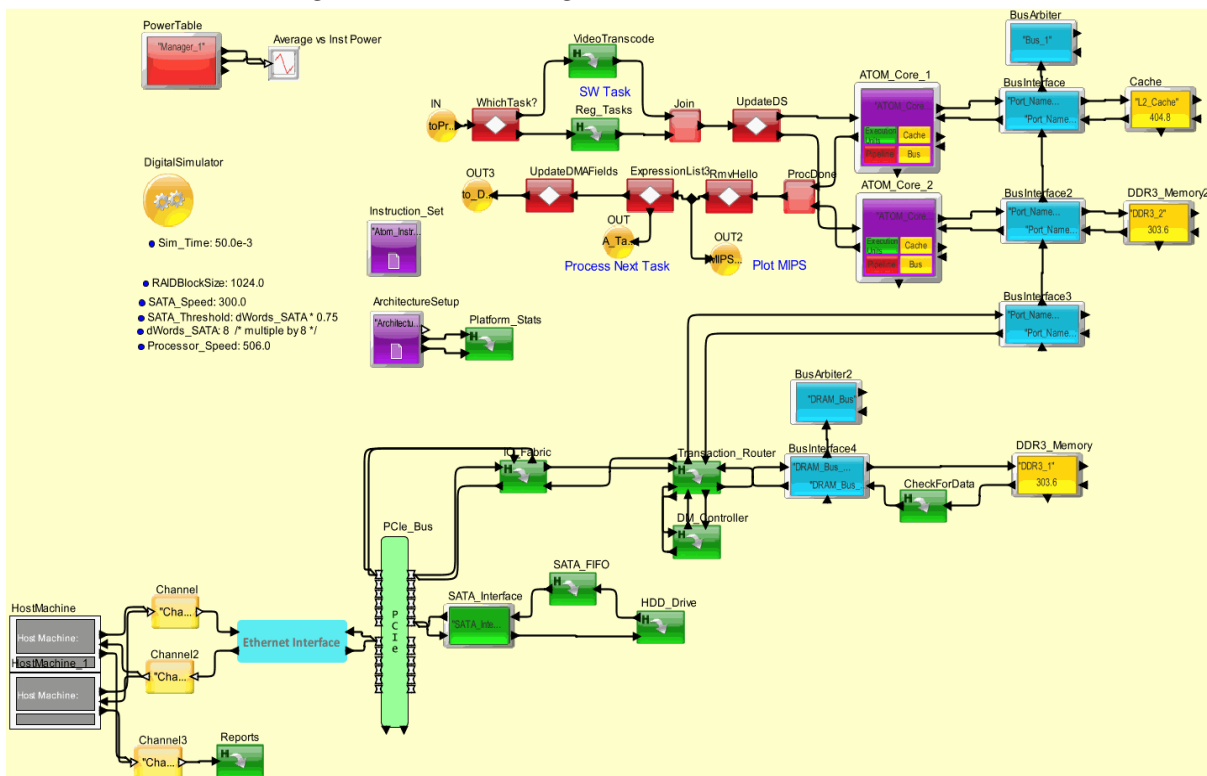 PowerTable
"Manager_1"
Average vs Inst Power
DigitalSimulator
Sim_Time: 50.0e-3
RAIDBlockSize: 1024.0
SATA_Speed: 300.0
SATA_Threshold: dWords_SATA * 0.75
dWords_SATA: 8 /* multiple by 8 */
Processor_Speed: 506.0
VideoTranscode
SW Task
IN
toPr...
WhichTask?
Reg_Tasks
Join
UpdateDS
OUT3
to_D...
UpdateDMAFields
ExpressionList3
RmvHello
ProcDone
OUT
A_Ta...
Process Next Task
OUT2
MIPS...
Plot MIPS
Instruction_Set
"Atom_Instr...
ArchitectureSetup
"Architectu...
Platform_Stats
ATOM_Core_1
"ATOM_Core...
Execution Units
Cache
Pipeline
Bus
ATOM_Core_2
"ATOM_Core...
Execution Units
Cache
Pipeline
Bus
BusArbiter
"Bus_1"
BusInterface
"Port_Name...
"Port_Name...
Cache
"L2_Cache"
404.8
BusInterface2
"Port_Name...
"Port_Name...
DDR3_Memory2
"DDR3_2"
303.6
BusInterface3
"Port_Name...
"Port_Name...
BusArbiter2
"DRAM_Bus"
IO_Fabric
Transaction_Router
BusInterface4
"DRAM_Bus_...
"DRAM_Bus_...
DDR3_Memory
"DDR3_1"
303.6
CheckForData
DM_Controller
PCIe_Bus
PCIe
SATA_FIFO
SATA_Interface
"SATA_Inte...
HDD_Drive
HostMachine
Host Machine:
HostMachine_1
Host Machine:
Channel
"Cha...
Channel2
"Cha...
Ethernet Interface
Channel3
"Cha...
Reports